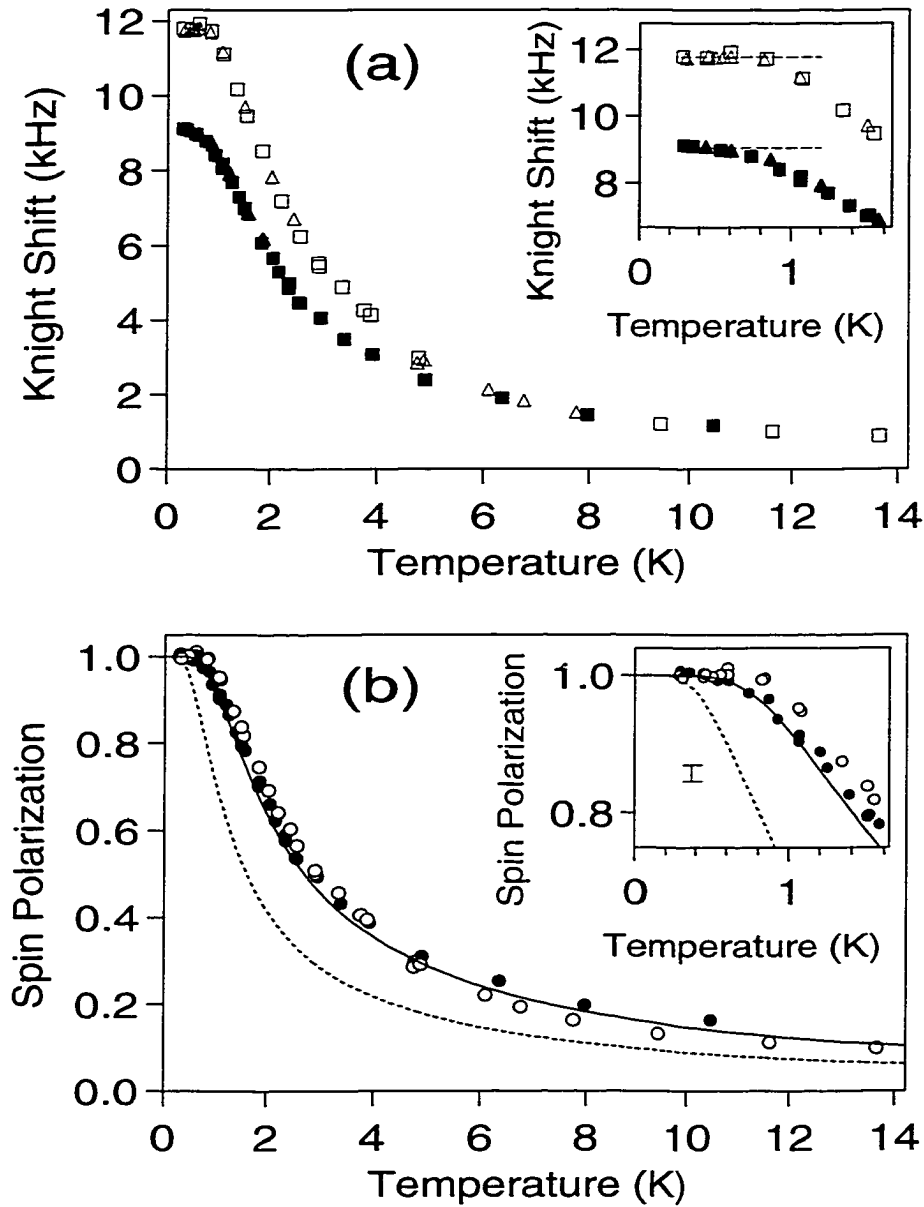 (a)
Knight Shift (kHz)
12
10
8
6
4
2
0
0 2 4 6 8 10 12 14
Temperature (K)
Knight Shift (kHz)
12
10
8
0 1
Temperature (K)
(b)
Spin Polarization
1.0
0.8
0.6
0.4
0.2
0.0
0 2 4 6 8 10 12 14
Temperature (K)
Spin Polarization
1.0
0.8
0 1
Temperature (K)